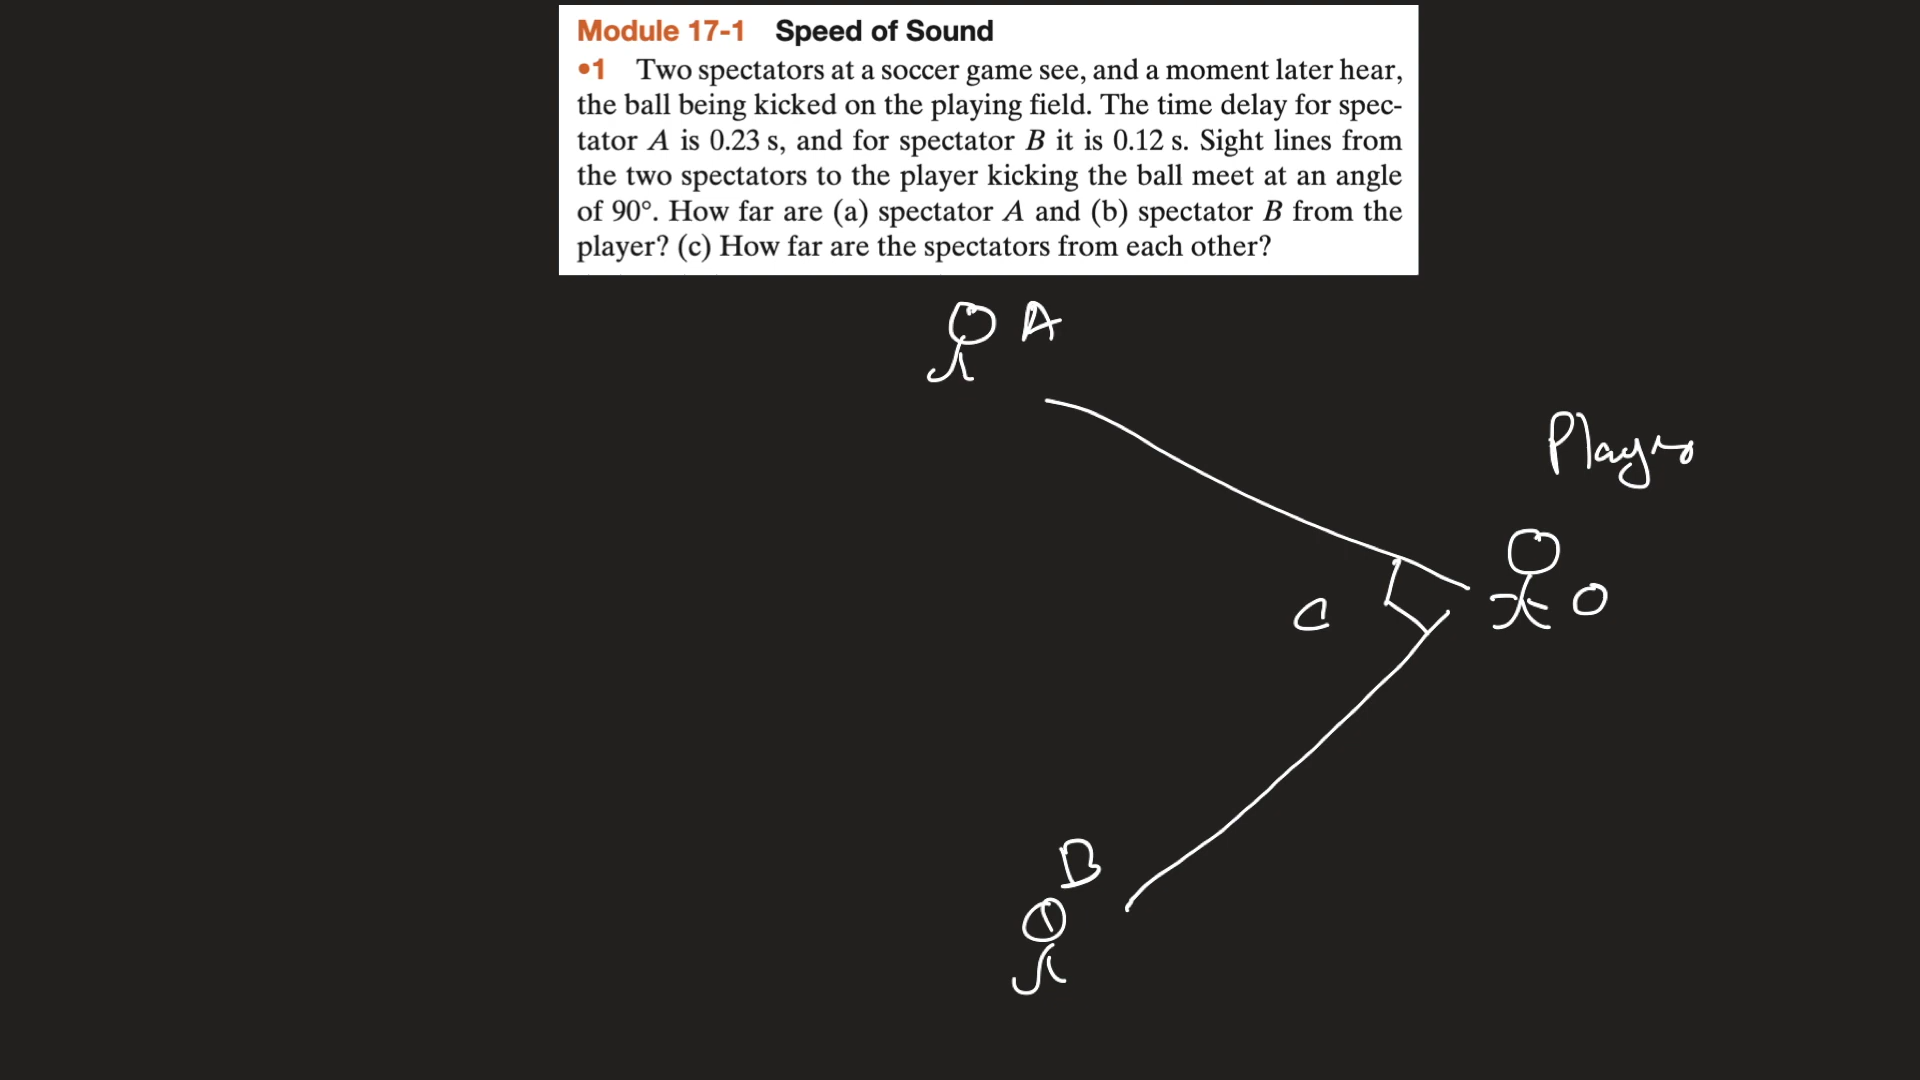 Module 17-1 Speed of Sound
•1 Two spectators at a soccer game see, and a moment later hear,
the ball being kicked on the playing field. The time delay for spec-
tator A is 0.23 s, and for spectator B it is 0.12 s. Sight lines from
the two spectators to the player kicking the ball meet at an angle
of 90°. How far are (a) spectator A and (b) spectator B from the
player? (c) How far are the spectators from each other?
A
Player
C
B